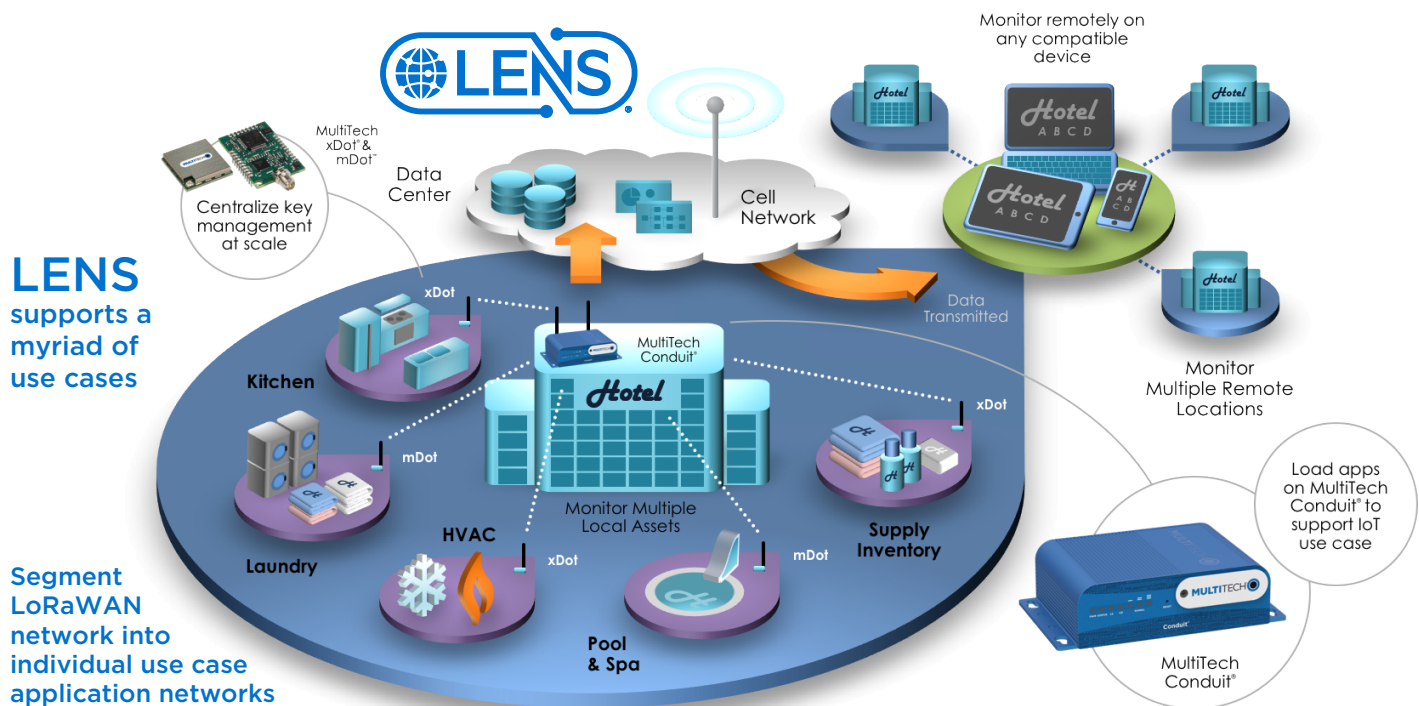 LENS
Monitor remotely on
any compatible
device
Hotel
Hotel
Hotel
A B C D
Hotel
A B C D
H
A B
C D
Hotel
Monitor
Multiple Remote
Locations
MultiTech
xDot® &
mDot™
MULTITECH
Centralize key
management
at scale
Data
Center
Cell
Network
Data
Transmitted
LENS
supports a
myriad of
use cases
xDot
Kitchen
MultiTech
Conduit®
Hotel
Monitor Multiple
Local Assets
mDot
H
H
Laundry
HVAC
xDot
mDot
H
Pool
& Spa
xDot
H
H
H
H
Supply
Inventory
Load apps
on MultiTech
Conduit® to
support IoT
use case
MULTITECH
Conduit®
MultiTech
Conduit®
Segment
LoRaWAN
network into
individual use case
application networks